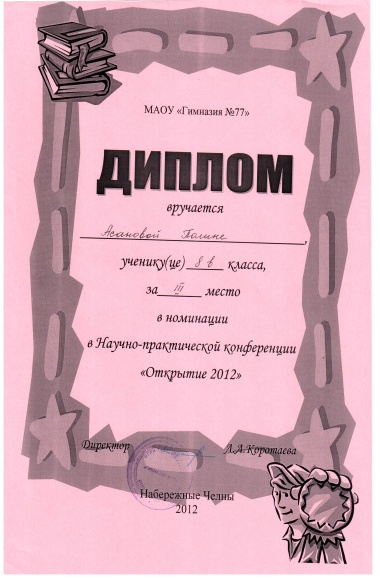 МАОУ «Гимназия №77»
ДИПЛОМ
вручается
Асановой Полине,
ученику(це) 8 в класса,
за III место
в номинации
в Научно-практической конференции
«Открытие 2012»
Директор Л.А.Коротаева
Набережные Челны
2012